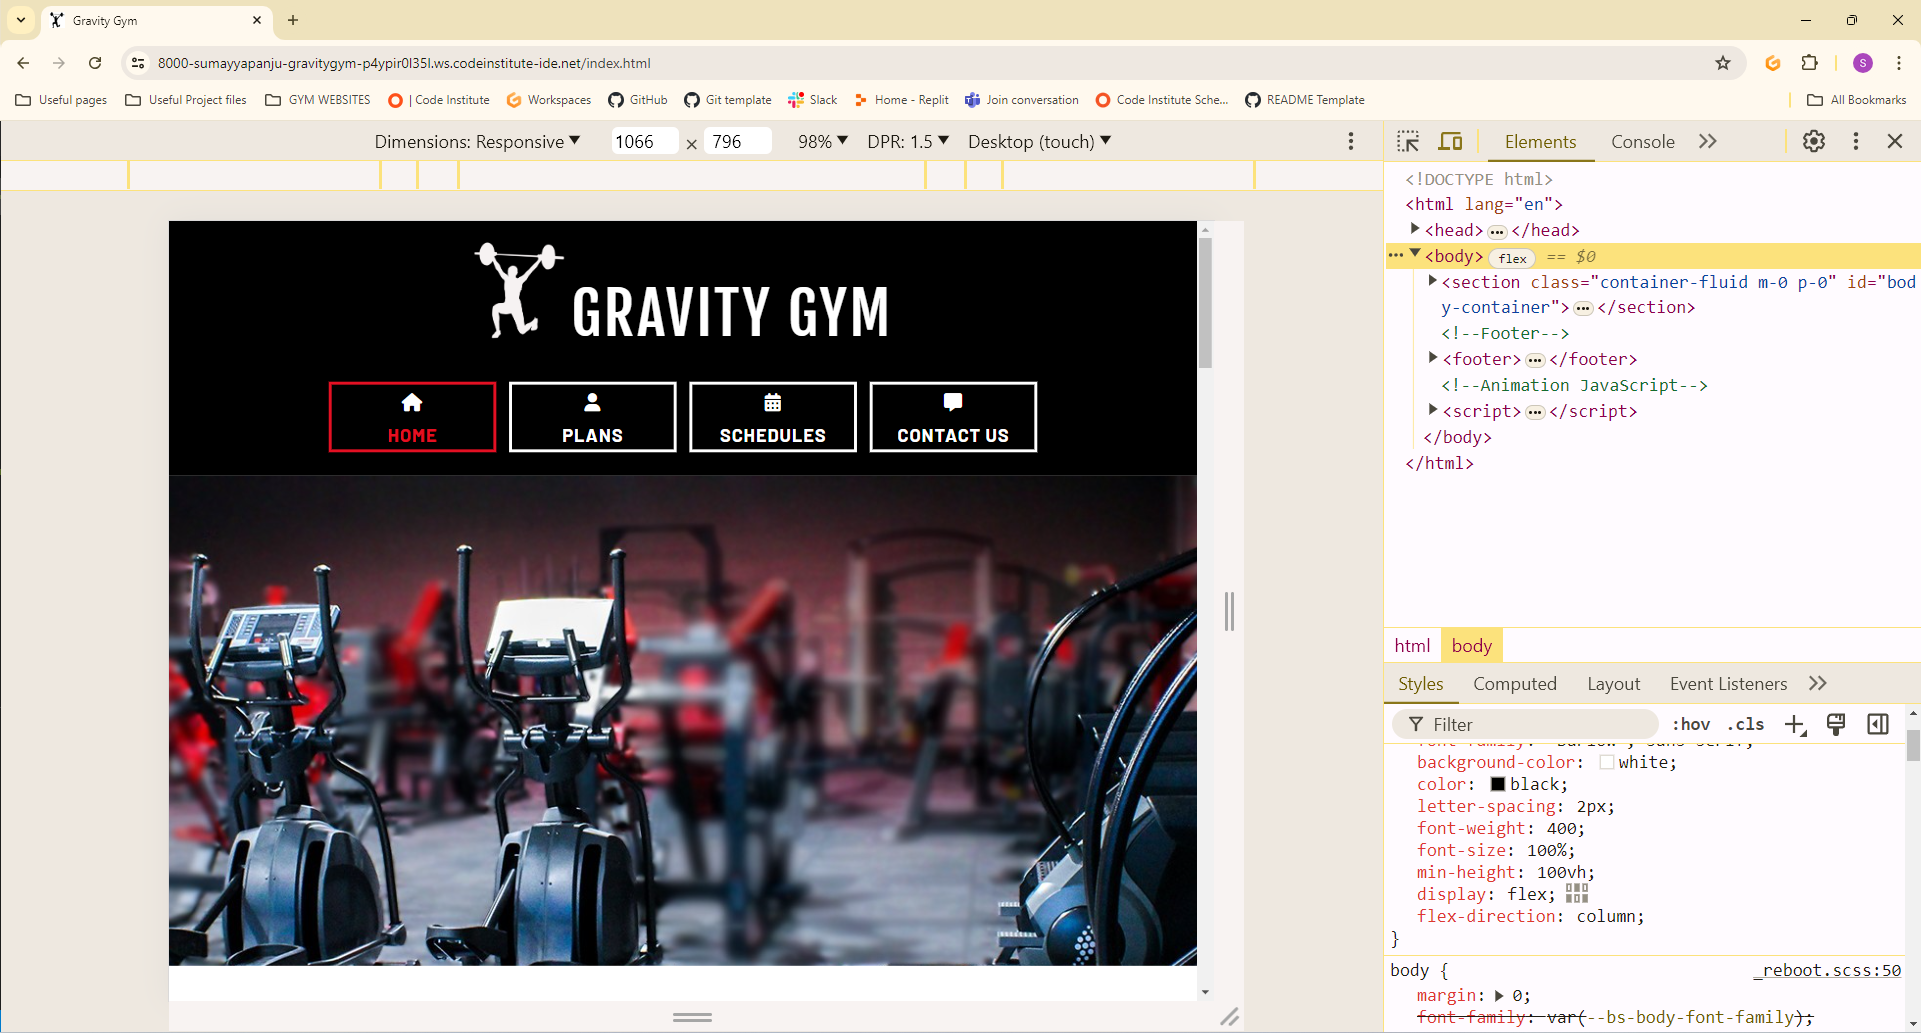 Gravity Gym
8000-sumayyapanju-gravitygym-p4ypir0l35l.ws.codeinstitute-ide.net/index.html
S
Useful pages Useful Project files GYM WEBSITES | Code Institute Workspaces GitHub Git template Slack Home - Replit Join conversation Code Institute Sche... README Template All Bookmarks
Dimensions: Responsive 1066 × 796 98% DPR: 1.5 Desktop (touch)
Elements Console
GRAVITY GYM
HOME PLANS SCHEDULES CONTACT US
<!DOCTYPE html>
<html lang="en">
<head> ••• </head>
••• <body> flex == $0
<section class="container-fluid m-0 p-0" id="bod
y-container"> ••• </section>
<!--Footer-->
<footer> ••• </footer>
<!--Animation JavaScript-->
<script> ••• </script>
</body>
</html>
html body
Styles Computed Layout Event Listeners
Filter :hov .cls
font-family: "Barlow", sans-serif;
background-color: white;
color: black;
letter-spacing: 2px;
font-weight: 400;
font-size: 100%;
min-height: 100vh;
display: flex;
flex-direction: column;
}
body { _reboot.scss:50
margin: 0;
font-family: var(--bs-body-font-family);